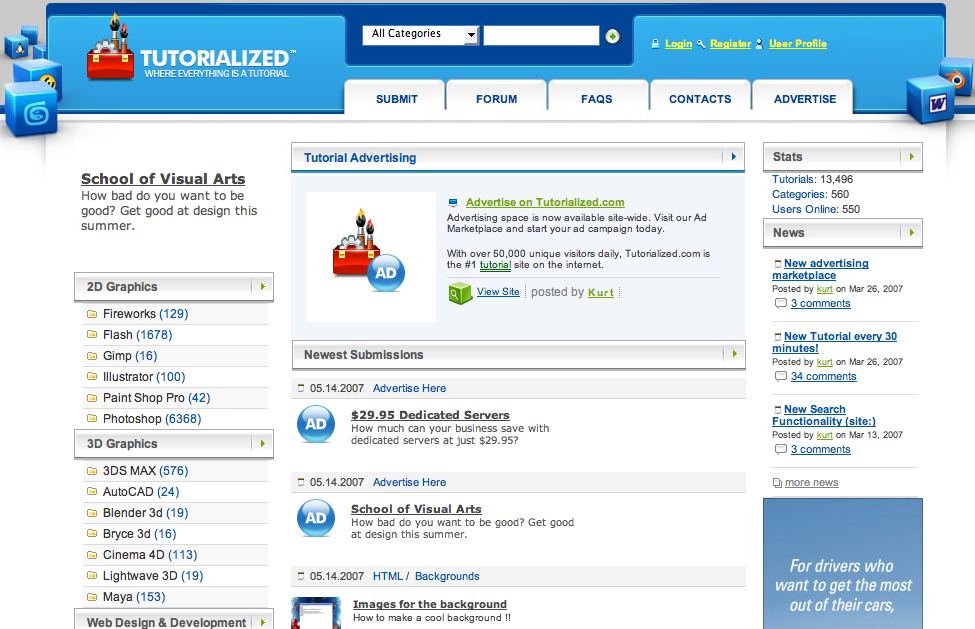 TUTORIALIZED™
WHERE EVERYTHING IS A TUTORIAL
All Categories
Login Register User Profile
SUBMIT FORUM FAQS CONTACTS ADVERTISE
School of Visual Arts
How bad do you want to be
good? Get good at design this
summer.
2D Graphics
Fireworks (129)
Flash (1678)
Gimp (16)
Illustrator (100)
Paint Shop Pro (42)
Photoshop (6368)
3D Graphics
3DS MAX (576)
AutoCAD (24)
Blender 3d (19)
Bryce 3d (16)
Cinema 4D (113)
Lightwave 3D (19)
Maya (153)
Web Design & Development
Tutorial Advertising
AD
Advertise on Tutorialized.com
Advertising space is now available site-wide. Visit our Ad
Marketplace and start your ad campaign today.
With over 50,000 unique visitors daily, Tutorialized.com is
the #1 tutorial site on the internet.
View Site posted by Kurt
Newest Submissions
05.14.2007 Advertise Here
AD
$29.95 Dedicated Servers
How much can your business save with
dedicated servers at just $29.95?
05.14.2007 Advertise Here
AD
School of Visual Arts
How bad do you want to be good? Get good
at design this summer.
05.14.2007 HTML / Backgrounds
Images for the background
How to make a cool background !!
W
Stats
Tutorials: 13,496
Categories: 560
Users Online: 550
News
New advertising
marketplace
Posted by kurt on Mar 26, 2007
3 comments
New Tutorial every 30
minutes!
Posted by kurt on Mar 26, 2007
34 comments
New Search
Functionality (site:)
Posted by kurt on Mar 13, 2007
3 comments
more news
For drivers who
want to get the most
out of their cars,